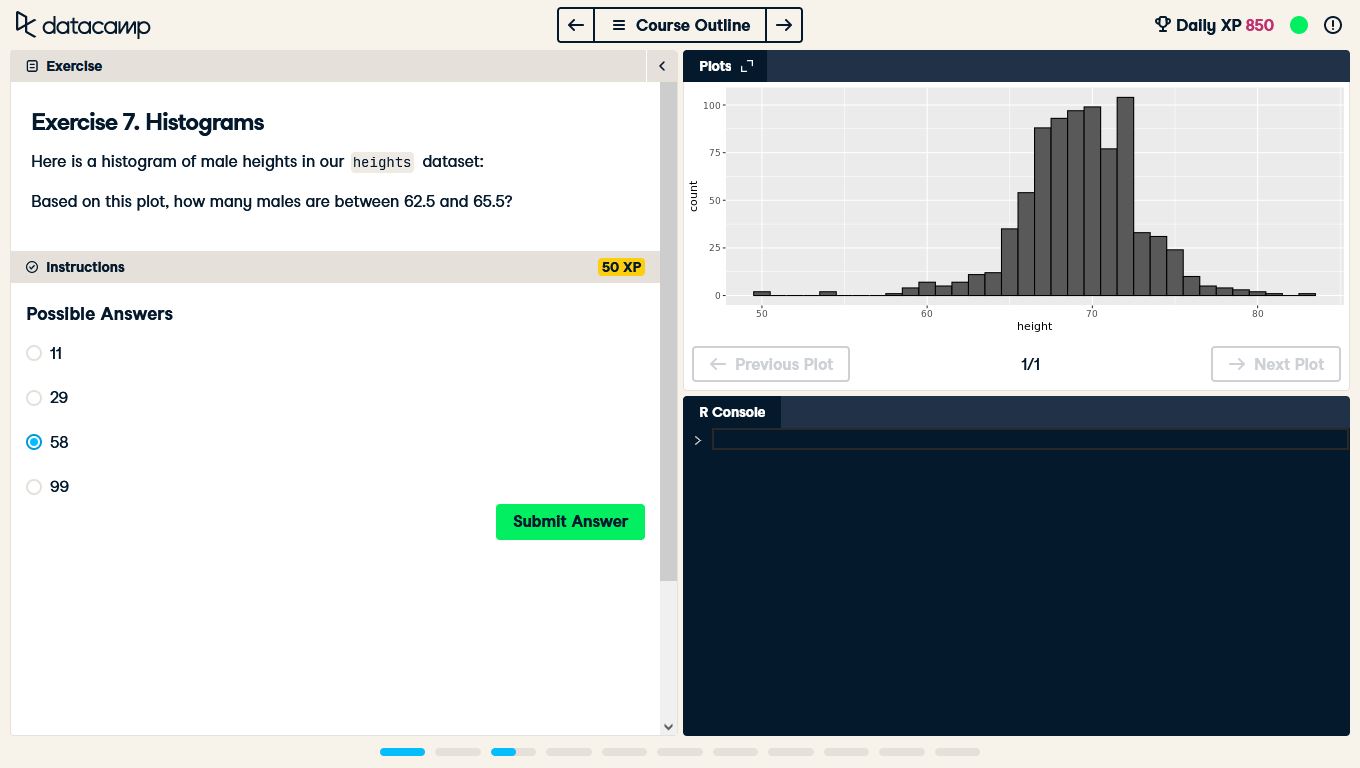 datacamp
Course Outline
Daily XP 850
Exercise
Exercise 7. Histograms
Here is a histogram of male heights in our heights dataset:
Based on this plot, how many males are between 62.5 and 65.5?
Instructions
50 XP
Possible Answers
11
29
58
99
Submit Answer
Plots
100
75
50
25
0
count
50
60
70
80
height
Previous Plot
1/1
Next Plot
R Console
>